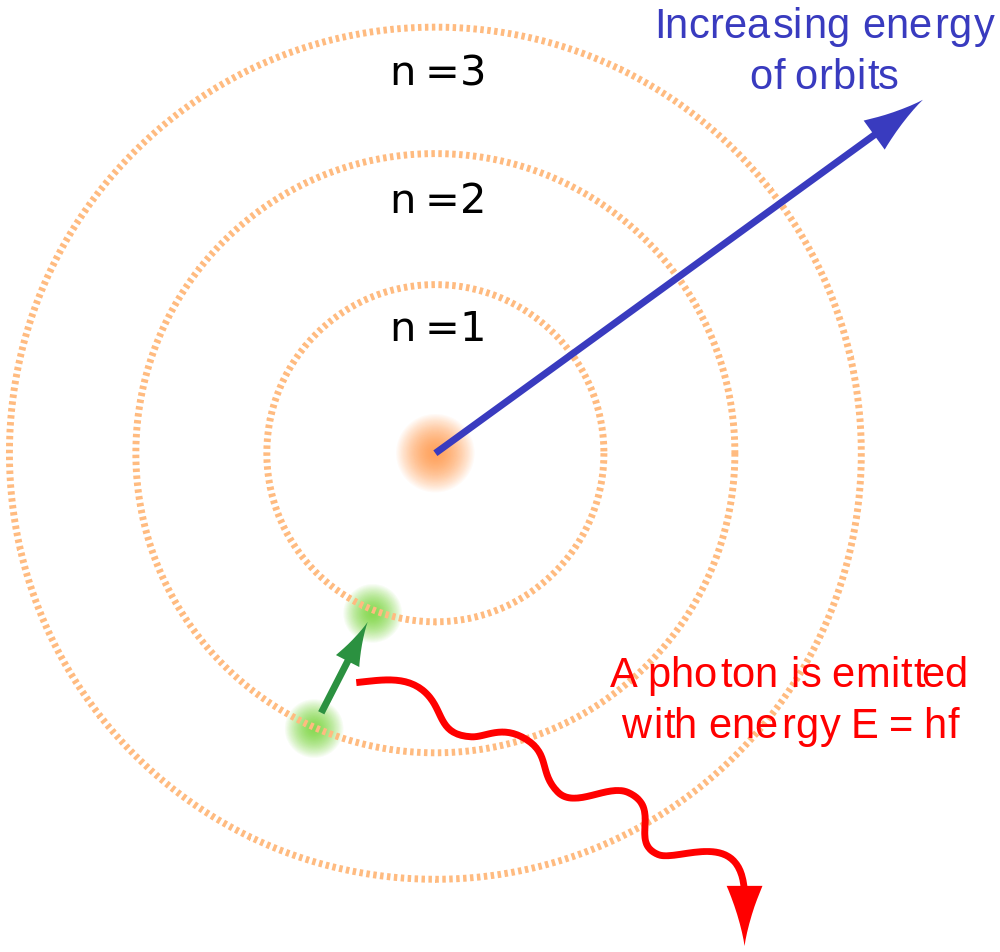 Increasing energy
of orbits
n =3
n =2
n =1
A photon is emitted
with energy E = hf